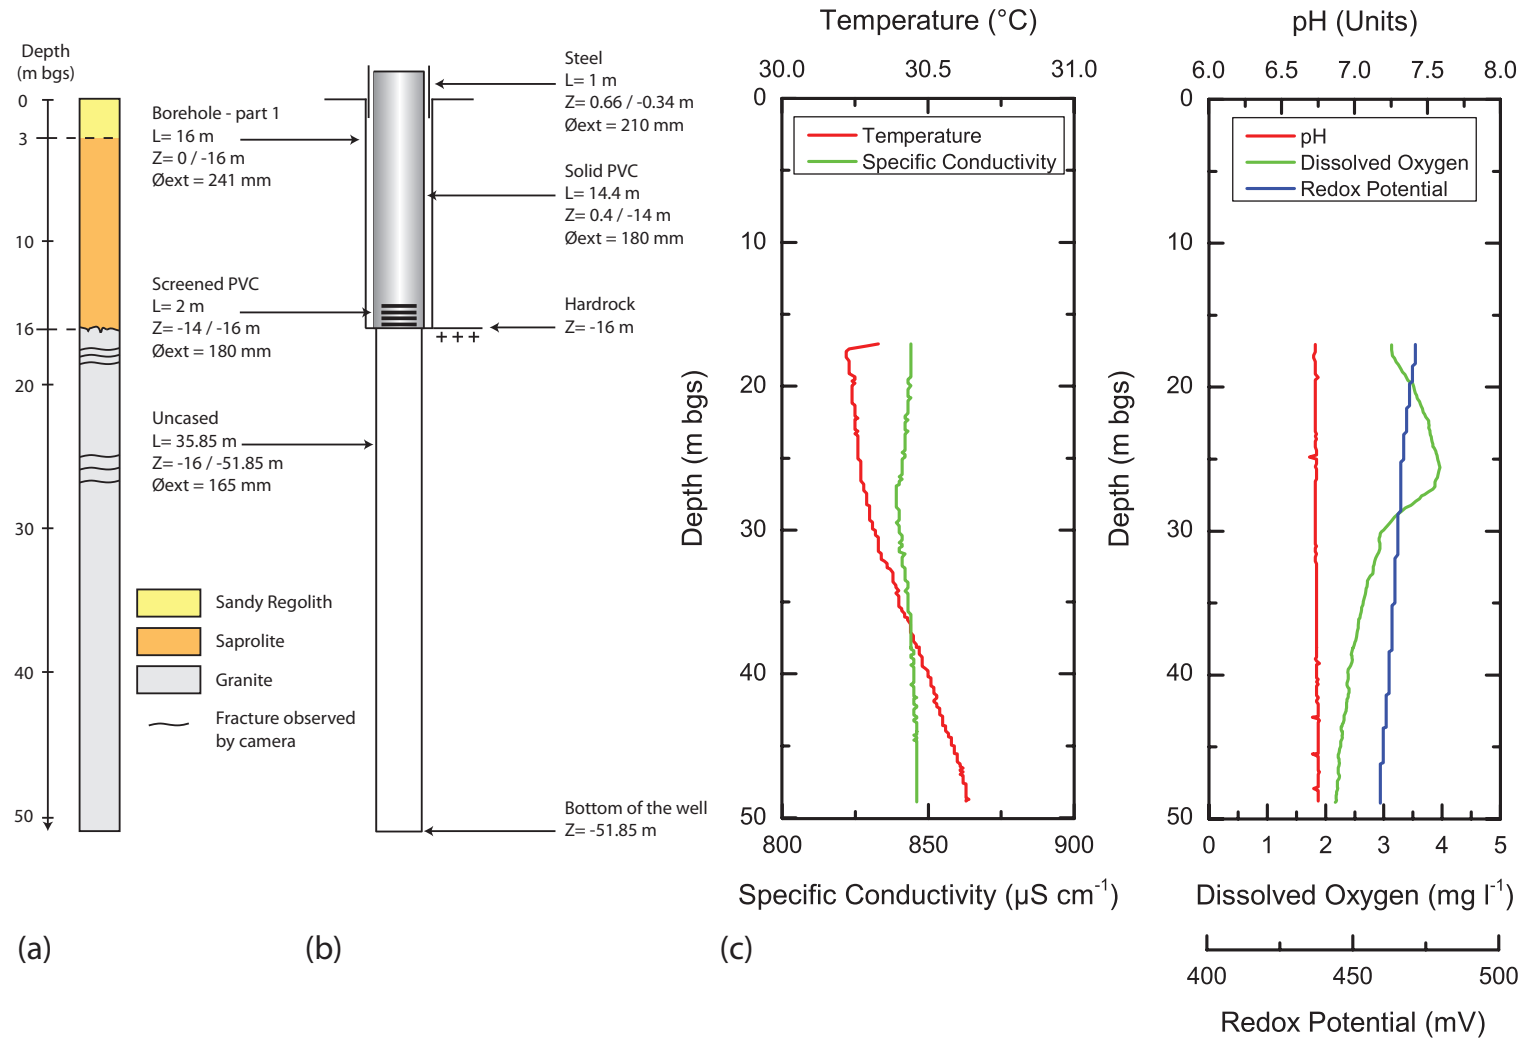 Depth
(m bgs)
0
3
10
16
20
30
40
50
Borehole - part 1
L= 16 m
Z= 0 / -16 m
Øext = 241 mm
Screened PVC
L= 2 m
Z= -14 / -16 m
Øext = 180 mm
Uncased
L= 35.85 m
Z= -16 / -51.85 m
Øext = 165 mm
Sandy Regolith
Saprolite
Granite
Fracture observed
by camera
(a)
Steel
L= 1 m
Z= 0.66 / -0.34 m
Øext = 210 mm
Solid PVC
L= 14.4 m
Z= 0.4 / -14 m
Øext = 180 mm
Hardrock
Z= -16 m
+ + +
Bottom of the well
Z= -51.85 m
(b)
Temperature (°C)
30.0 30.5 31.0
Temperature
Specific Conductivity
0
10
20
30
40
50
Depth (m bgs)
800 850 900
Specific Conductivity (µS cm-1)
(c)
pH (Units)
6.0 6.5 7.0 7.5 8.0
pH
Dissolved Oxygen
Redox Potential
0
10
20
30
40
50
Depth (m bgs)
0 1 2 3 4 5
Dissolved Oxygen (mg l-1)
400 450 500
Redox Potential (mV)